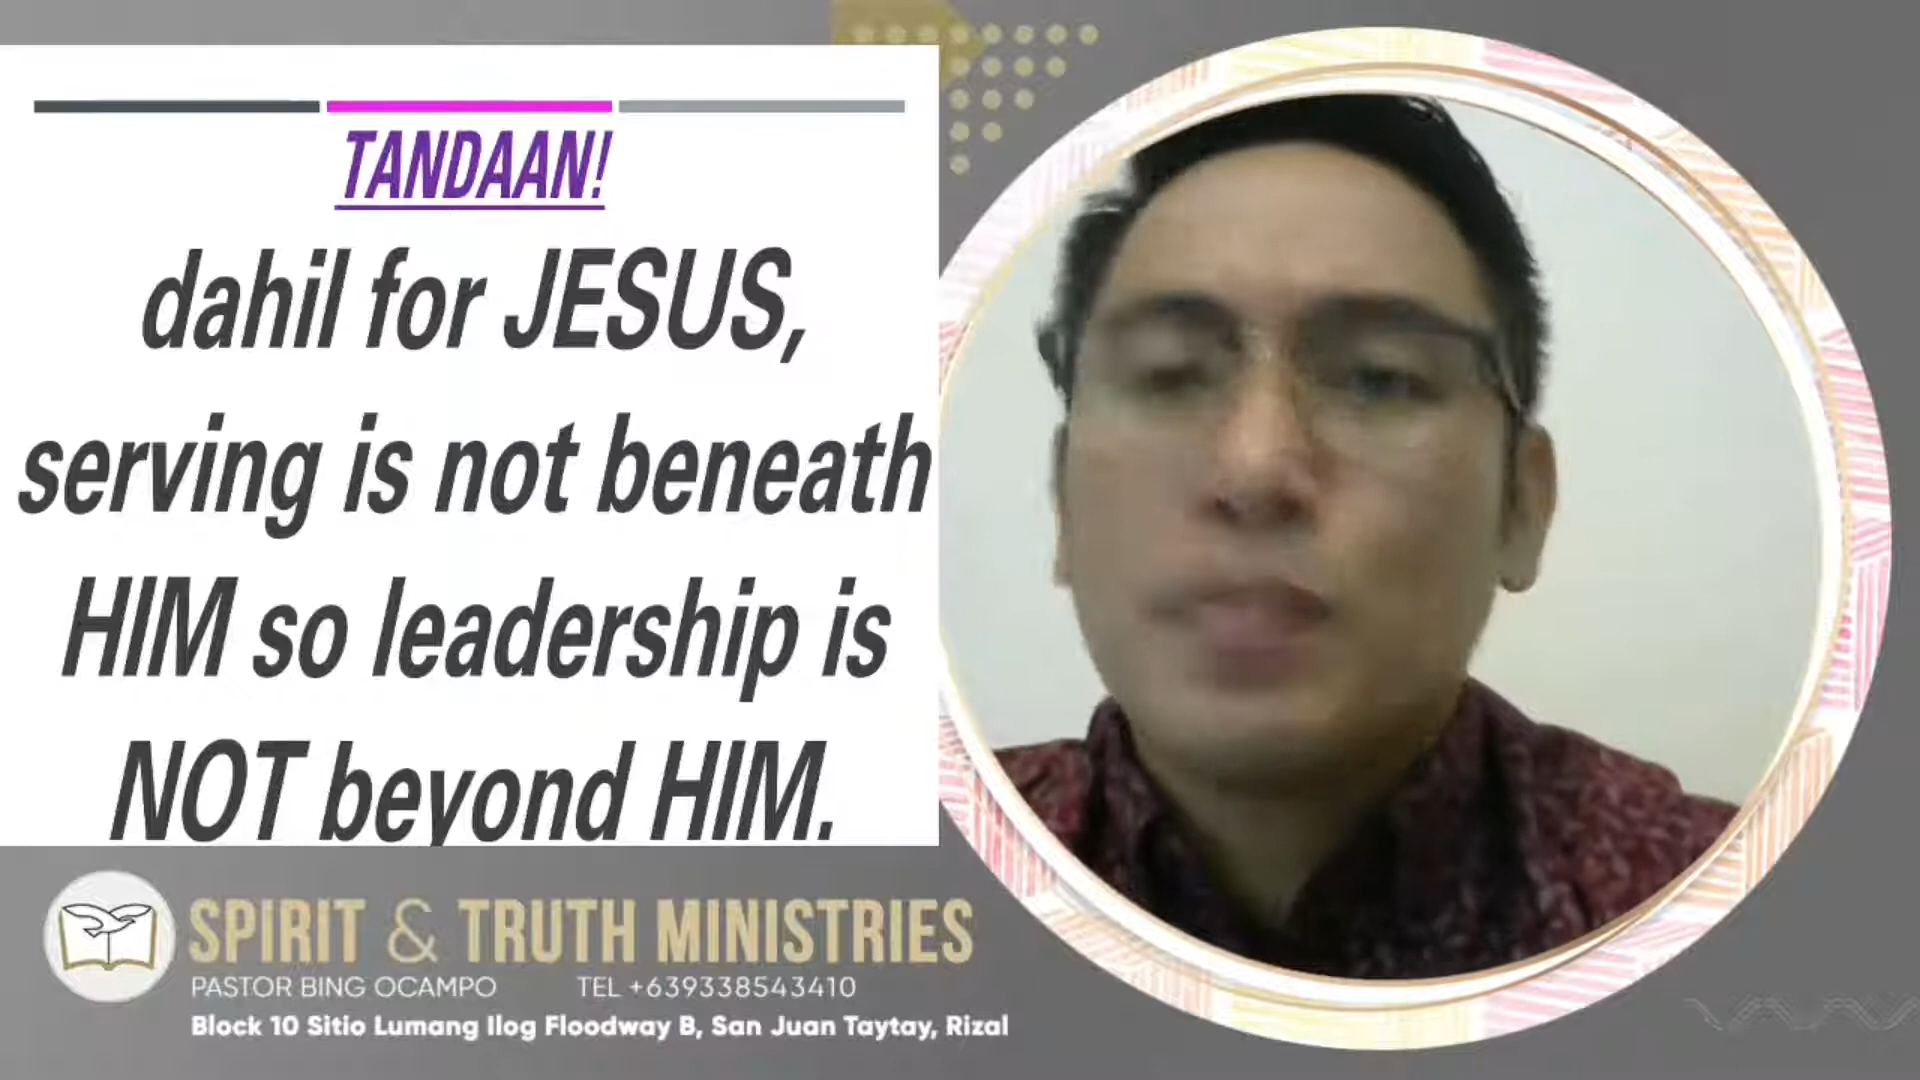 TANDAAN!
dahil for JESUS,
serving is not beneath
HIM so leadership is
NOT beyond HIM.
SPIRIT & TRUTH MINISTRIES
PASTOR BING OCAMPO TEL +639338543410
Block 10 Sitio Lumang Ilog Floodway B, San Juan Taytay, Rizal